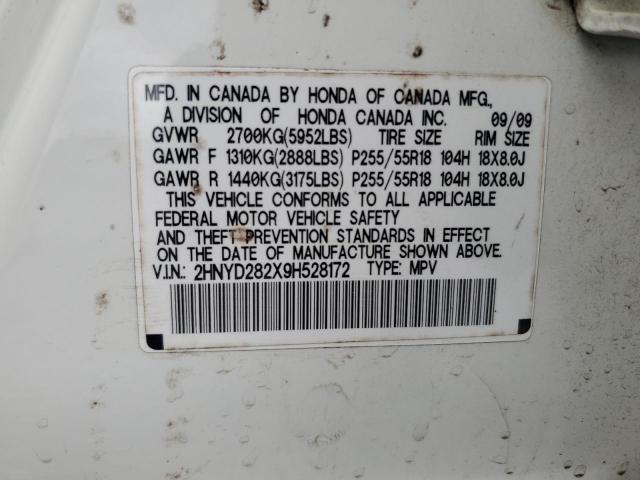 MFD. IN CANADA BY HONDA OF CANADA MFG.,
A DIVISION OF HONDA CANADA INC. 09/09
GVWR 2700KG(5952LBS) TIRE SIZE RIM SIZE
GAWR F 1310KG(2888LBS) P255/55R18 104H 18X8.0J
GAWR R 1440KG(3175LBS) P255/55R18 104H 18X8.0J
THIS VEHICLE CONFORMS TO ALL APPLICABLE
FEDERAL MOTOR VEHICLE SAFETY
AND THEFT PREVENTION STANDARDS IN EFFECT
ON THE DATE OF MANUFACTURE SHOWN ABOVE.
V.I.N.: 2HNYD282X9H528172 TYPE: MPV